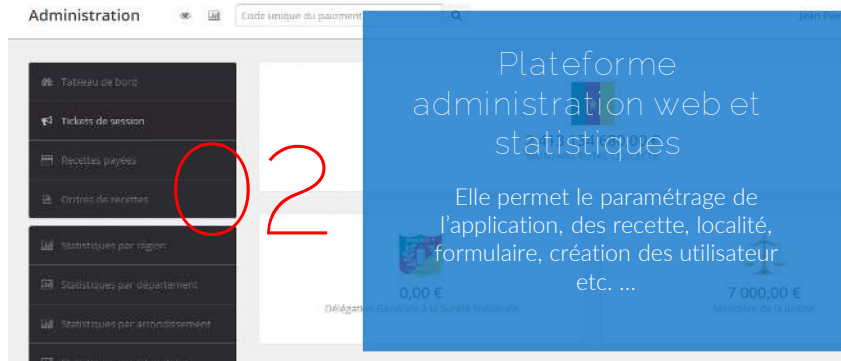 Administration
Code unique du paiement
Jean Pier
Tableau de bord
Tickets de session
Recettes payées
Ordres de recettes
Statistiques par région
Statistiques par département
Statistiques par arrondissement
02
Plateforme
administration web et
statistiques
Elle permet le paramétrage de
l'application, des recette, localité,
formulaire, création des utilisateur
etc. ...
0,00 €
Délégation Générale à la Sureté Nationale
7 000,00 €
Ministère de la Justice